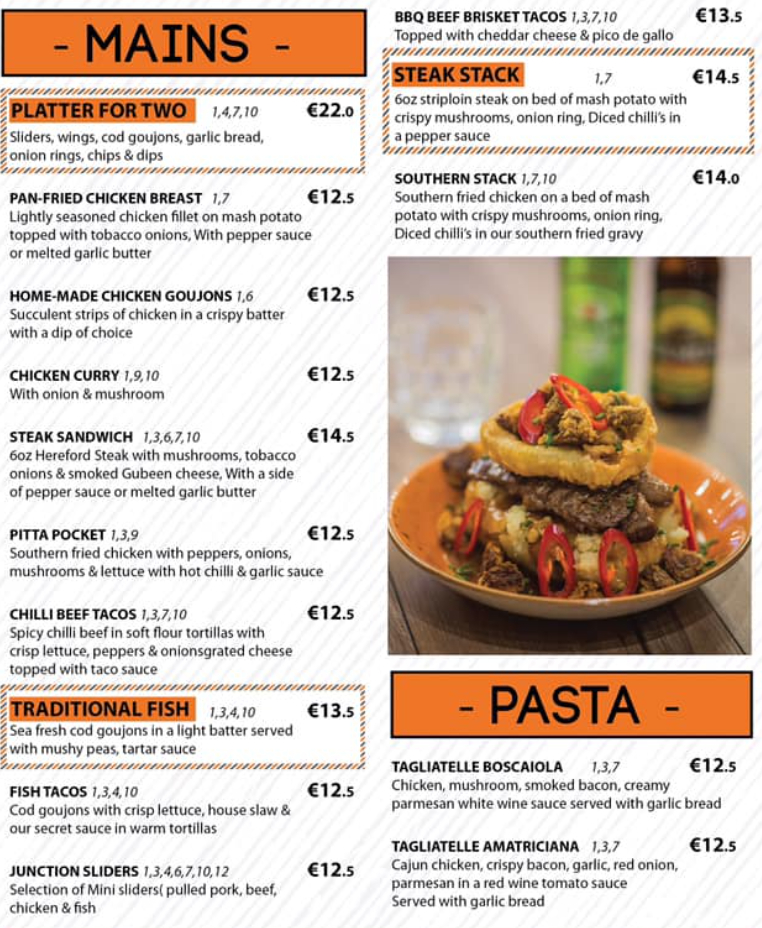 - MAINS -
PLATTER FOR TWO 1,4,7,10 €22.0
Sliders, wings, cod goujons, garlic bread,
onion rings, chips & dips
PAN-FRIED CHICKEN BREAST 1,7 €12.5
Lightly seasoned chicken fillet on mash potato
topped with tobacco onions, With pepper sauce
or melted garlic butter
HOME-MADE CHICKEN GOUJONS 1,6 €12.5
Succulent strips of chicken in a crispy batter
with a dip of choice
CHICKEN CURRY 1,9,10 €12.5
With onion & mushroom
STEAK SANDWICH 1,3,6,7,10 €14.5
6oz Hereford Steak with mushrooms, tobacco
onions & smoked Gubeen cheese, With a side
of pepper sauce or melted garlic butter
PITTA POCKET 1,3,9 €12.5
Southern fried chicken with peppers, onions,
mushrooms & lettuce with hot chilli & garlic sauce
CHILLI BEEF TACOS 1,3,7,10 €12.5
Spicy chilli beef in soft flour tortillas with
crisp lettuce, peppers & onionsgrated cheese
topped with taco sauce
TRADITIONAL FISH 1,3,4,10 €13.5
Sea fresh cod goujons in a light batter served
with mushy peas, tartar sauce
FISH TACOS 1,3,4,10 €12.5
Cod goujons with crisp lettuce, house slaw &
our secret sauce in warm tortillas
JUNCTION SLIDERS 1,3,4,6,7,10,12 €12.5
Selection of Mini sliders( pulled pork, beef,
chicken & fish
BBQ BEEF BRISKET TACOS 1,3,7,10 €13.5
Topped with cheddar cheese & pico de gallo
STEAK STACK 1,7 €14.5
6oz striploin steak on bed of mash potato with
crispy mushrooms, onion ring, Diced chilli's in
a pepper sauce
SOUTHERN STACK 1,7,10 €14.0
Southern fried chicken on a bed of mash
potato with crispy mushrooms, onion ring,
Diced chilli's in our southern fried gravy
- PASTA -
TAGLIATELLE BOSCAIOLA 1,3,7 €12.5
Chicken, mushroom, smoked bacon, creamy
parmesan white wine sauce served with garlic bread
TAGLIATELLE AMATRICIANA 1,3,7 €12.5
Cajun chicken, crispy bacon, garlic, red onion,
parmesan in a red wine tomato sauce
Served with garlic bread